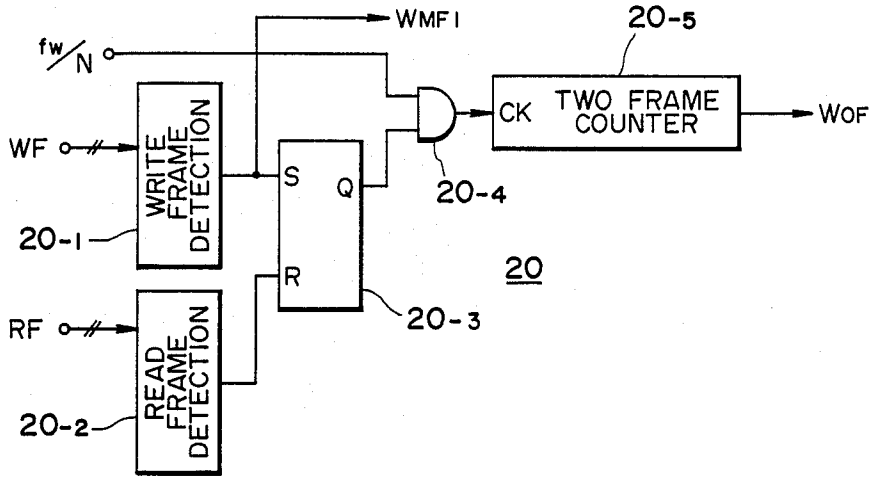 WMF1
fw/N
20-5
CK
TWO FRAME
COUNTER
WOF
WF
WRITE
FRAME
DETECTION
S
Q
R
20-4
20-1
20
20-3
RF
READ
FRAME
DETECTION
20-2